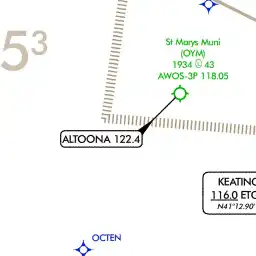 5³
St Marys Muni
(OYM)
1934 Ⓛ 43
AWOS-3P 118.05
ALTOONA 122.4
KEATING
116.0 ETG
N41°12.90'
OCTEN